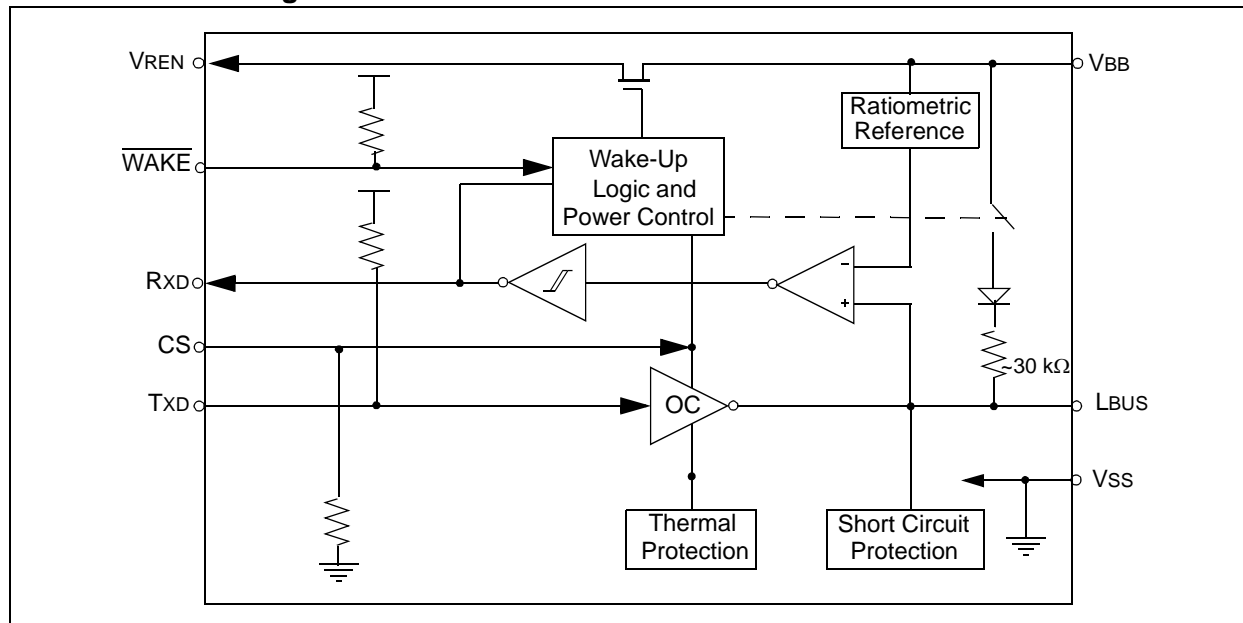 VREN
VBB
Ratiometric
Reference
WAKE
Wake-Up
Logic and
Power Control
RXD
-
+
CS
~30 kΩ
TXD
OC
LBUS
VSS
Thermal
Protection
Short Circuit
Protection